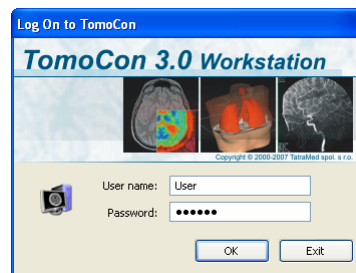 Log On to TomoCon
TomoCon 3.0 Workstation
Copyright © 2000-2007 TatraMed spol. s r.o.
User name: User
Password: ●●●●●●
OK Exit